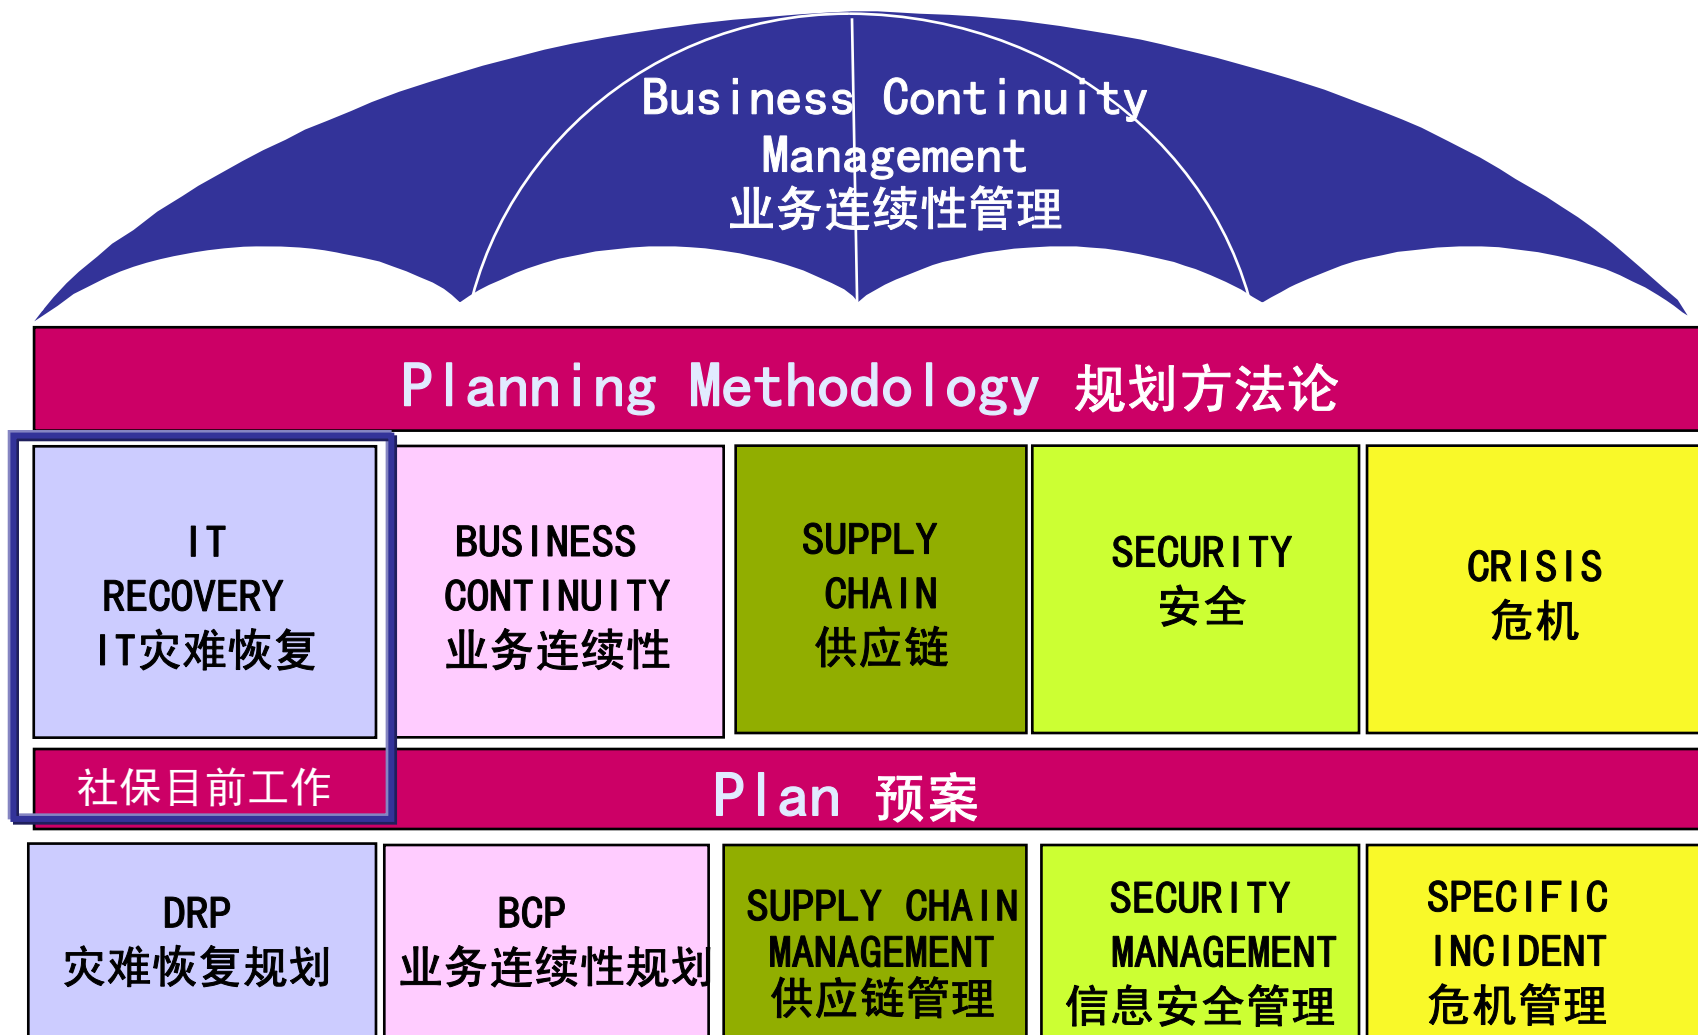 Business Continuity
Management
业务连续性管理
Planning Methodology 规划方法论
IT
RECOVERY
IT灾难恢复
BUSINESS
CONTINUITY
业务连续性
SUPPLY
CHAIN
供应链
SECURITY
安全
CRISIS
危机
社保目前工作
Plan 预案
DRP
灾难恢复规划
BCP
业务连续性规划
SUPPLY CHAIN
MANAGEMENT
供应链管理
SECURITY
MANAGEMENT
信息安全管理
SPECIFIC
INCIDENT
危机管理